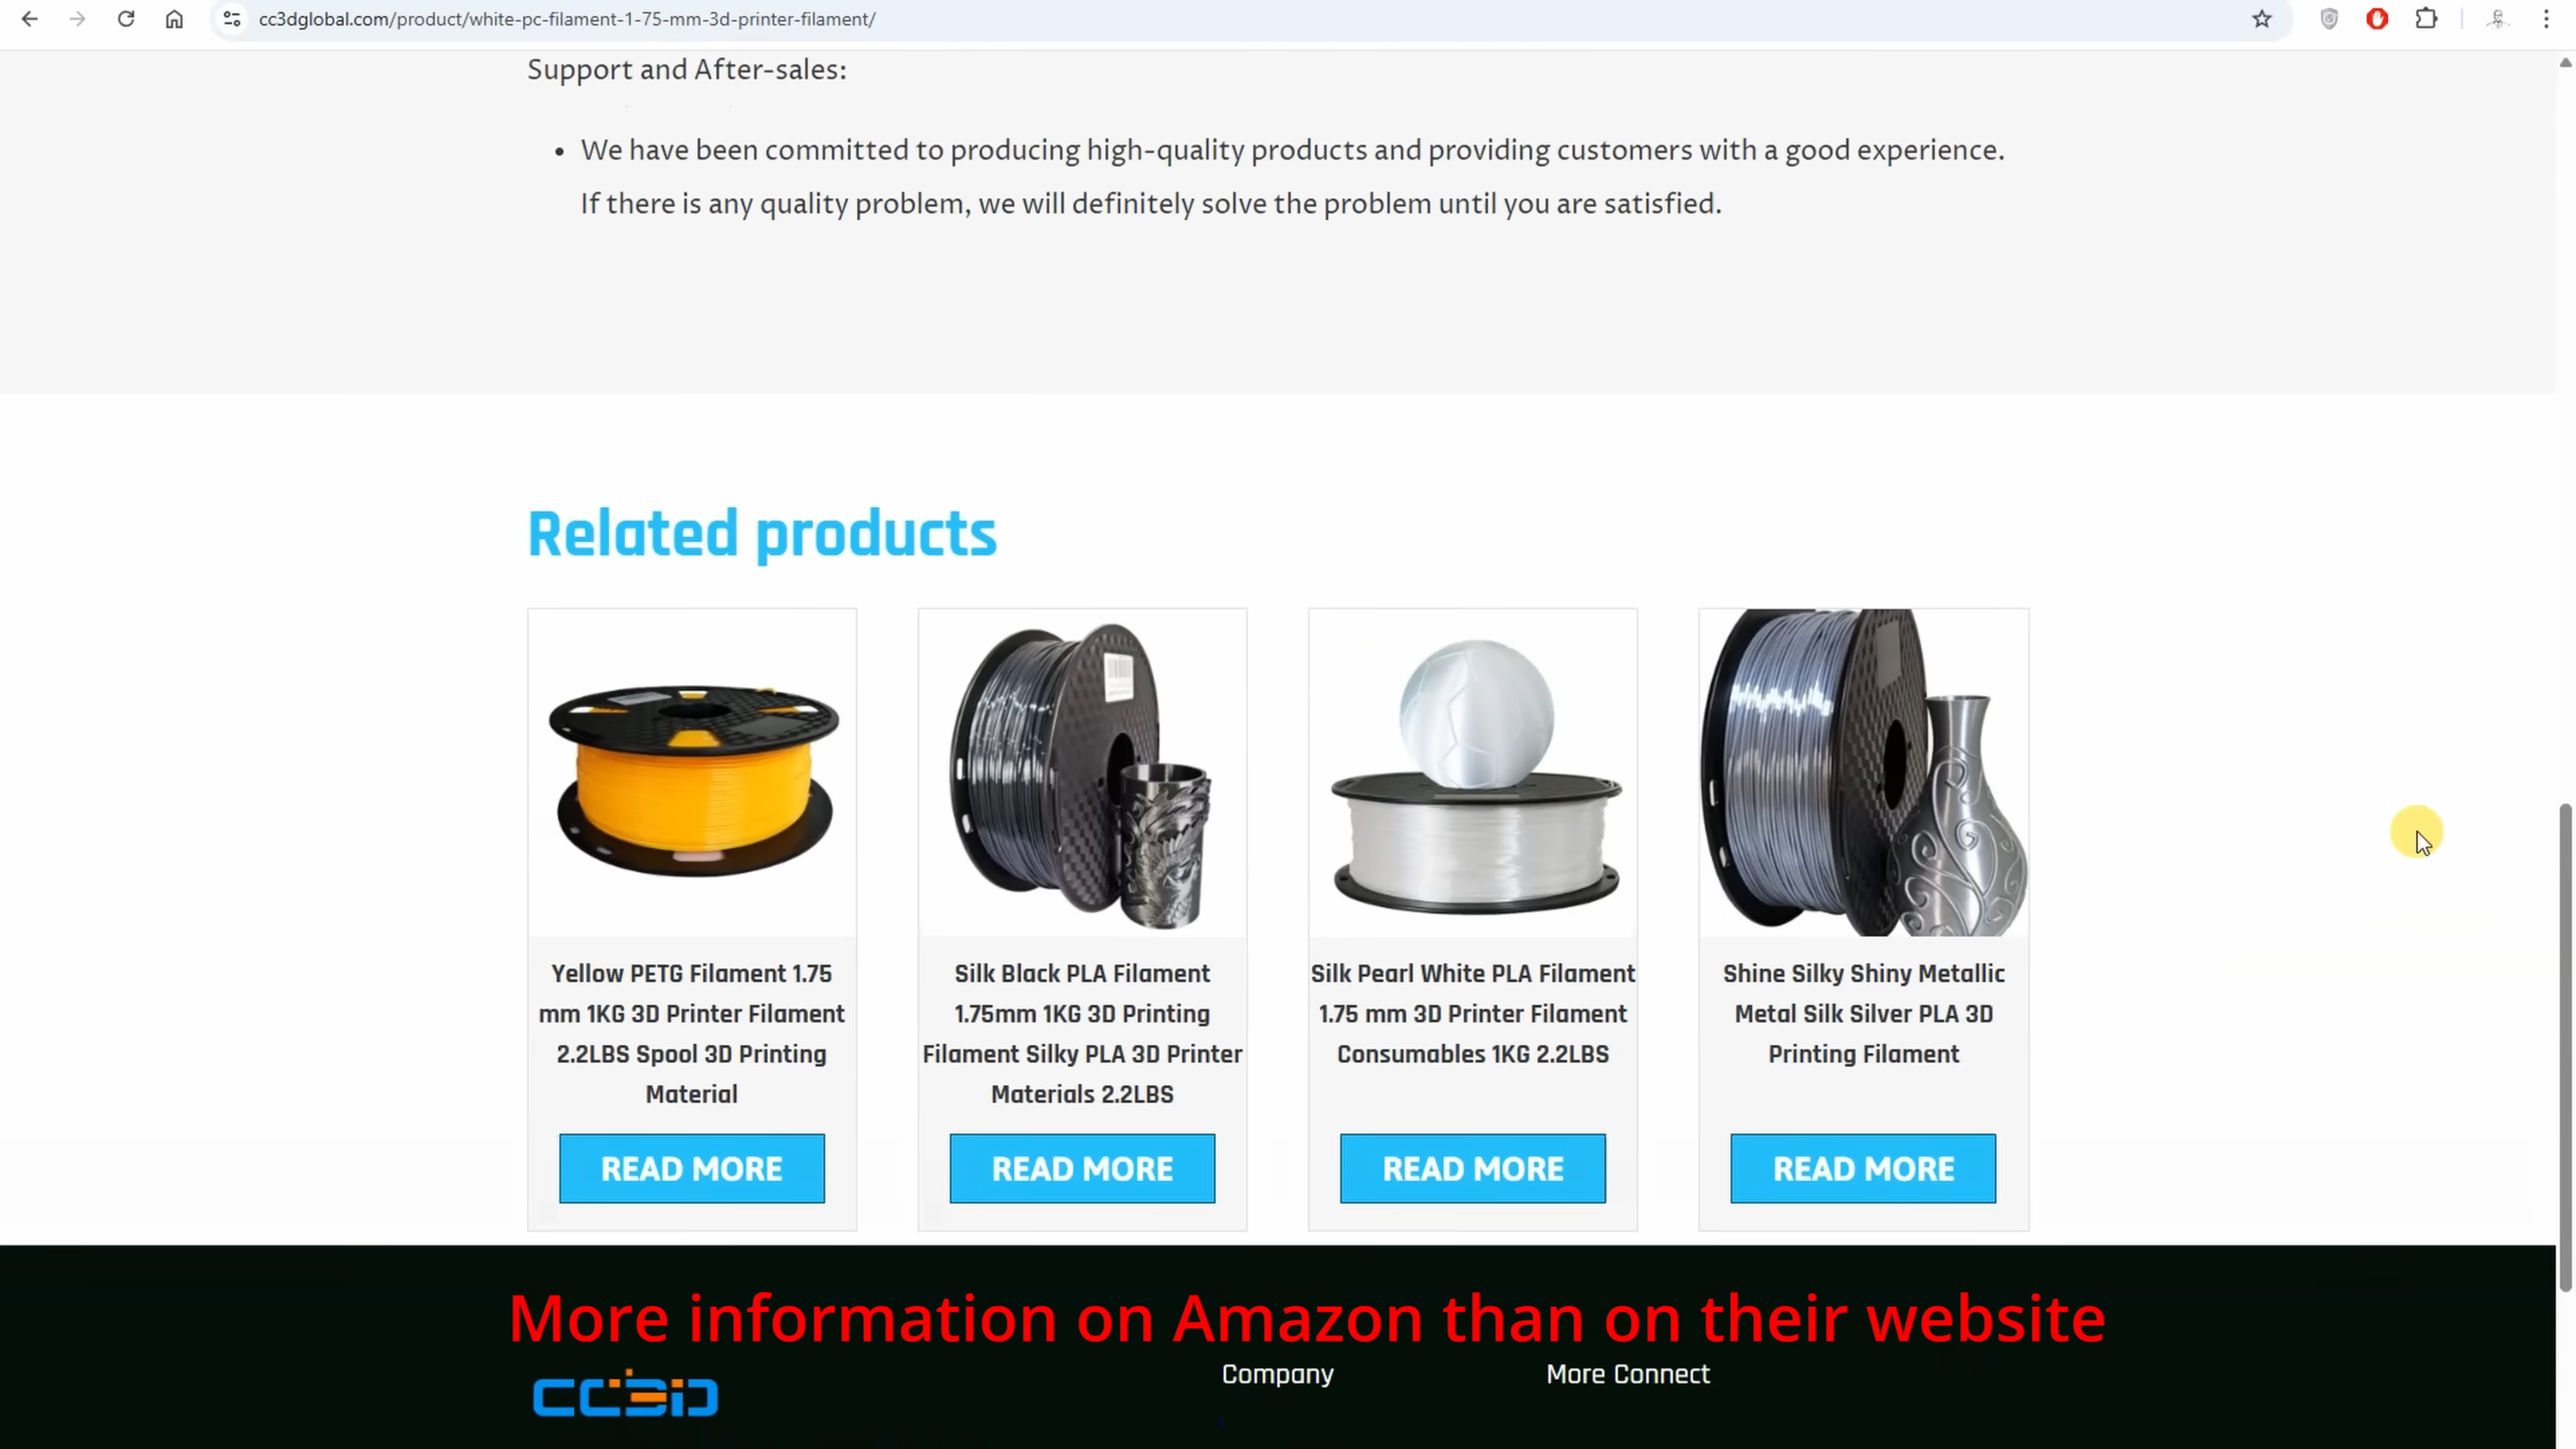 cc3dglobal.com/product/white-pc-filament-1-75-mm-3d-printer-filament/
Support and After-sales:
• We have been committed to producing high-quality products and providing customers with a good experience.
If there is any quality problem, we will definitely solve the problem until you are satisfied.
Related products
Yellow PETG Filament 1.75
mm 1KG 3D Printer Filament
2.2LBS Spool 3D Printing
Material
READ MORE
Silk Black PLA Filament
1.75mm 1KG 3D Printing
Filament Silky PLA 3D Printer
Materials 2.2LBS
READ MORE
Silk Pearl White PLA Filament
1.75 mm 3D Printer Filament
Consumables 1KG 2.2LBS
READ MORE
Shine Silky Shiny Metallic
Metal Silk Silver PLA 3D
Printing Filament
READ MORE
More information on Amazon than on their website
CC3D
Company
More Connect